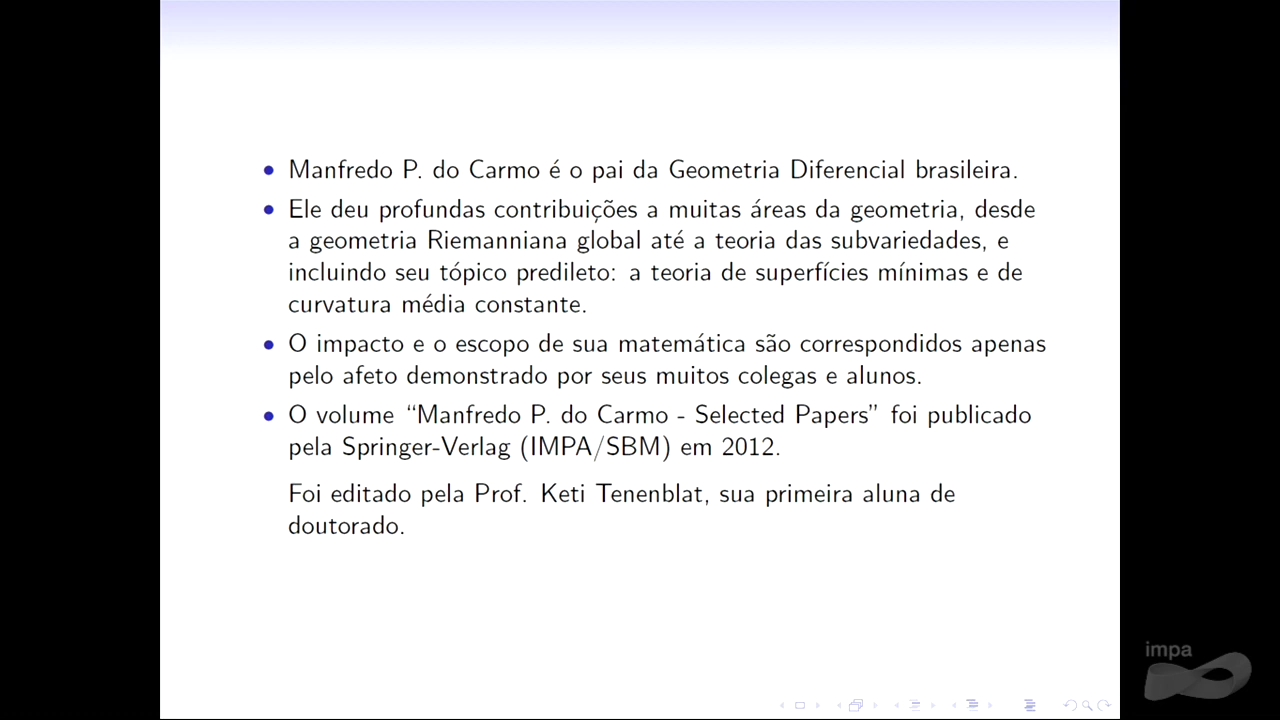 Manfredo P. do Carmo é o pai da Geometria Diferencial brasileira.
Ele deu profundas contribuições a muitas áreas da geometria, desde
a geometria Riemanniana global até a teoria das subvariedades, e
incluindo seu tópico predileto: a teoria de superfícies mínimas e de
curvatura média constante.
O impacto e o escopo de sua matemática são correspondidos apenas
pelo afeto demonstrado por seus muitos colegas e alunos.
O volume “Manfredo P. do Carmo - Selected Papers” foi publicado
pela Springer-Verlag (IMPA/SBM) em 2012.
Foi editado pela Prof. Keti Tenenblat, sua primeira aluna de
doutorado.
impa